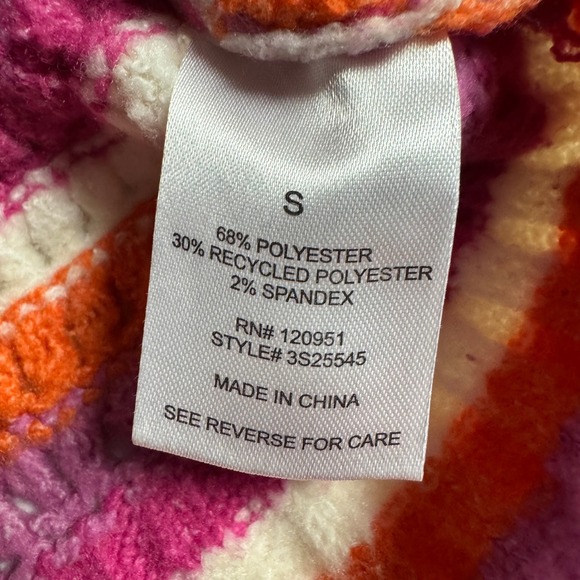 S
68% POLYESTER
30% RECYCLED POLYESTER
2% SPANDEX
RN# 120951
STYLE# 3S25545
MADE IN CHINA
SEE REVERSE FOR CARE